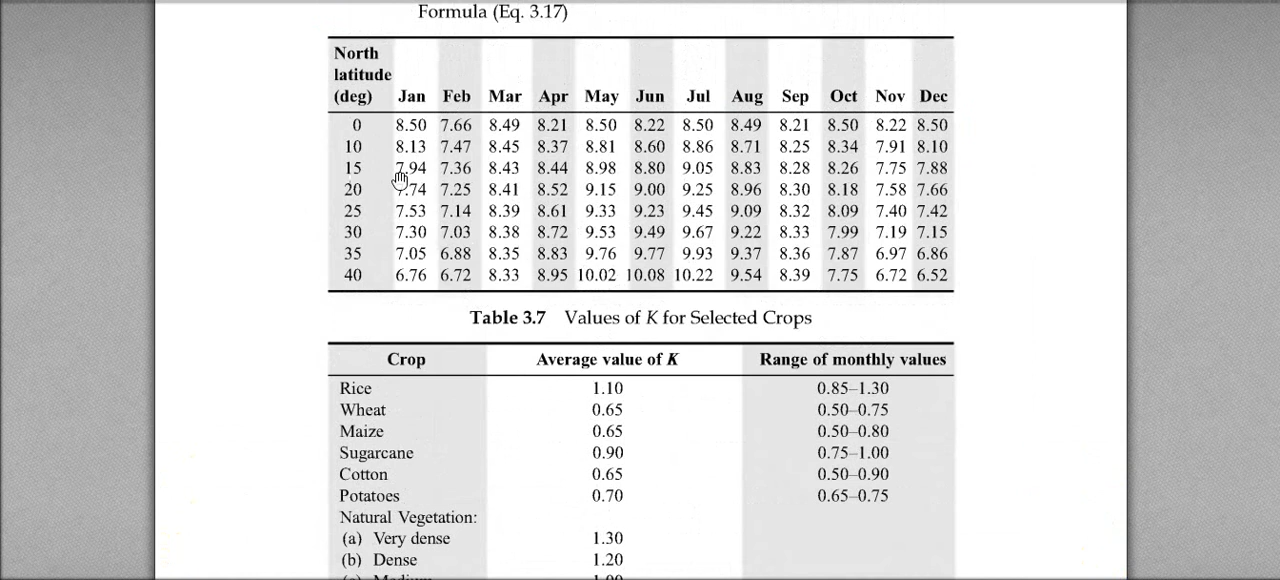 Formula (Eq. 3.17)
North
latitude
(deg) Jan Feb Mar Apr May Jun Jul Aug Sep Oct Nov Dec
0 8.50 7.66 8.49 8.21 8.50 8.22 8.50 8.49 8.21 8.50 8.22 8.50
10 8.13 7.47 8.45 8.37 8.81 8.60 8.86 8.71 8.25 8.34 7.91 8.10
15 7.94 7.36 8.43 8.44 8.98 8.80 9.05 8.83 8.28 8.26 7.75 7.88
20 7.74 7.25 8.41 8.52 9.15 9.00 9.25 8.96 8.30 8.18 7.58 7.66
25 7.53 7.14 8.39 8.61 9.33 9.23 9.45 9.09 8.32 8.09 7.40 7.42
30 7.30 7.03 8.38 8.72 9.53 9.49 9.67 9.22 8.33 7.99 7.19 7.15
35 7.05 6.88 8.35 8.83 9.76 9.77 9.93 9.37 8.36 7.87 6.97 6.86
40 6.76 6.72 8.33 8.95 10.02 10.08 10.22 9.54 8.39 7.75 6.72 6.52
Table 3.7 Values of K for Selected Crops
Crop Average value of K Range of monthly values
Rice 1.10 0.85–1.30
Wheat 0.65 0.50–0.75
Maize 0.65 0.50–0.80
Sugarcane 0.90 0.75–1.00
Cotton 0.65 0.50–0.90
Potatoes 0.70 0.65–0.75
Natural Vegetation:
(a) Very dense 1.30
(b) Dense 1.20